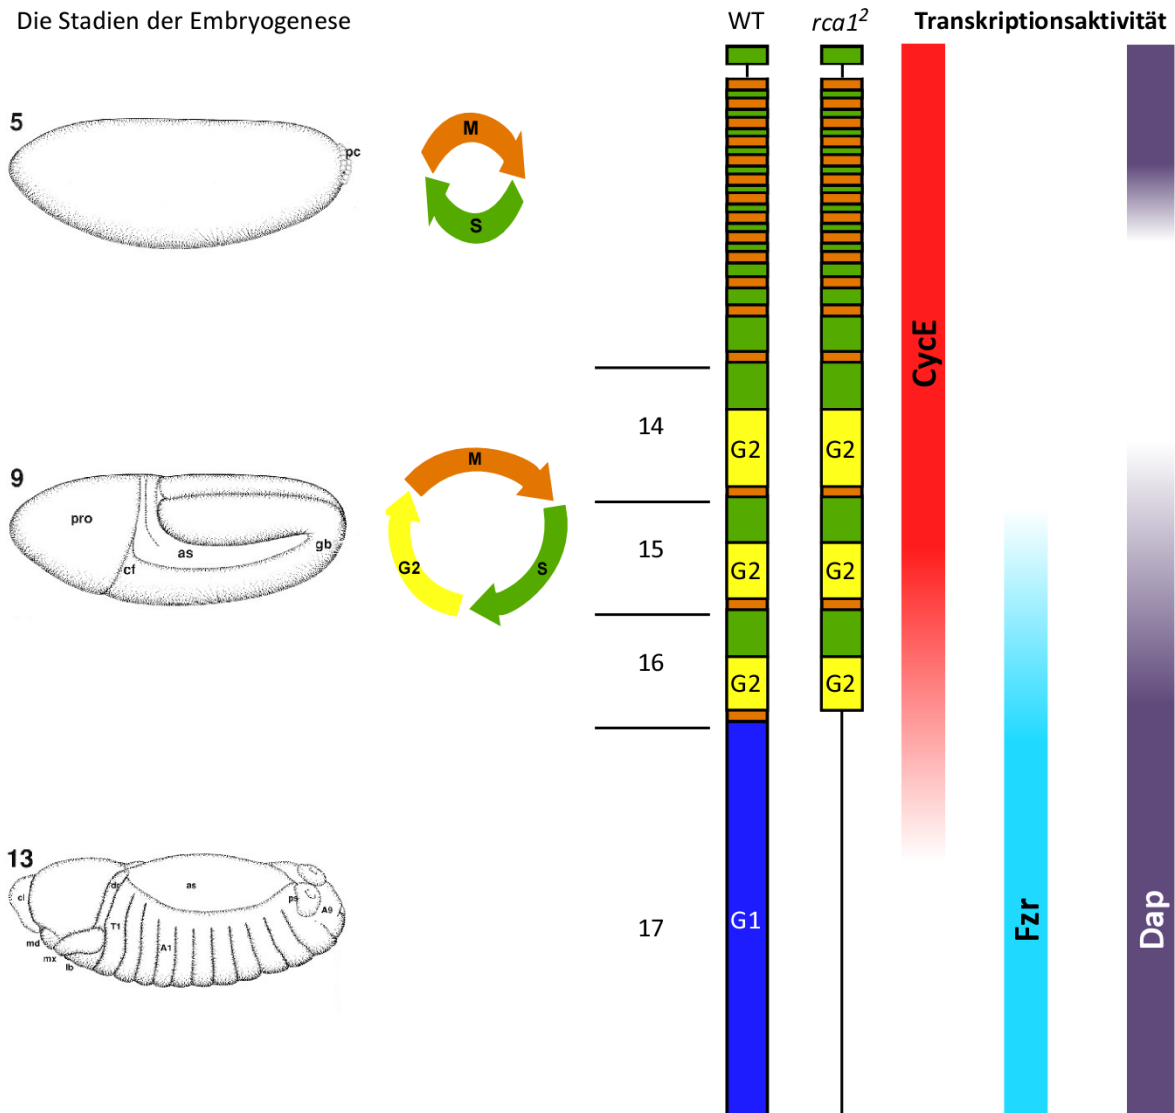 Die Stadien der Embryogenese
WT
rca1²
Transkriptionsaktivität
5
pc
M
S
CycE
14
G2
G2
9
pro
as
cf
gb
M
G2
S
15
G2
G2
16
G2
G2
13
cl
dr
as
ps
A9
T1
A1
md
mx
lb
17
G1
Fzr
Dap